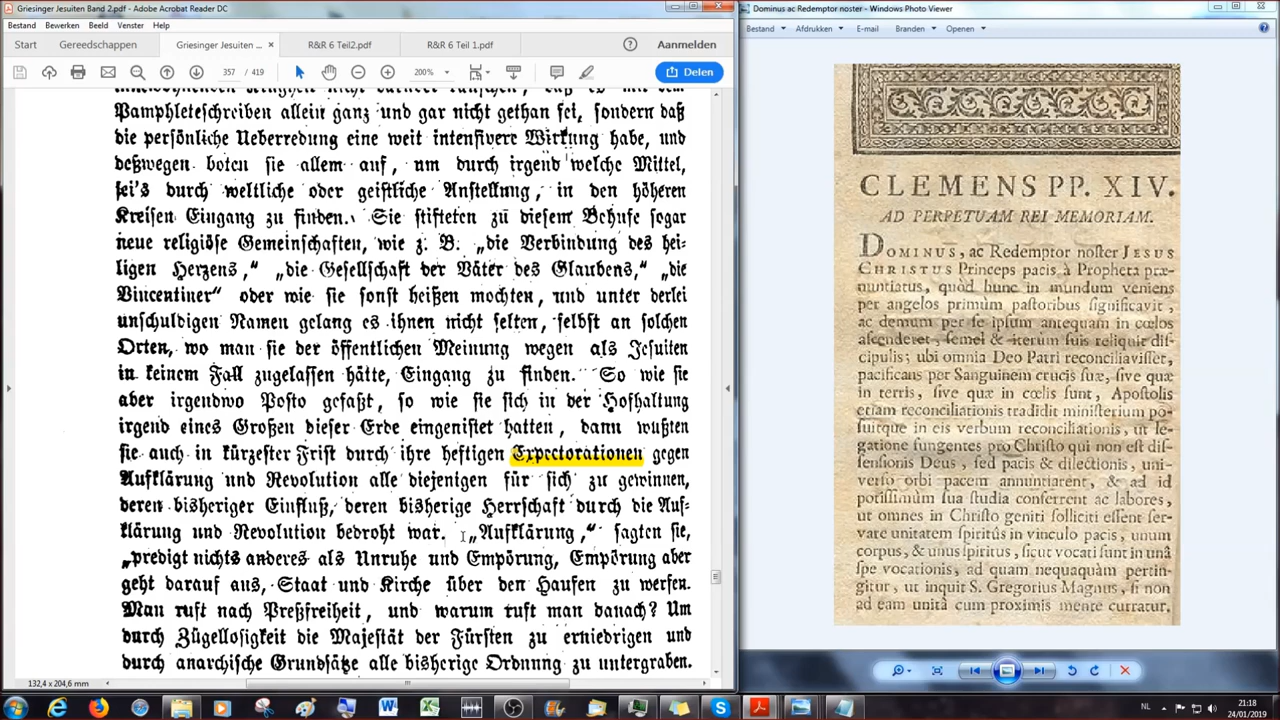 Griesinger Jesuiten Band 2.pdf - Adobe Acrobat Reader DC
Bestand Bewerken Beeld Venster Help
Start Gereedschappen Griesinger Jesuiten ... × R&R 6 Teil2.pdf R&R 6 Teil 1.pdf Aanmelden
357 / 419 200% Delen
Pamphleteschreiben allein ganz und gar nicht gethan sei, sondern daß
die persönliche Ueberredung eine weit intensivere Wirkung habe, und
deßwegen boten sie allem auf, um durch irgend welche Mittel,
sei's durch weltliche oder geistliche Anstellung, in den höheren
Kreisen Eingang zu finden. Sie stifteten zu diesem Behufe sogar
neue religiöse Gemeinschaften, wie z. B. „die Verbindung des hei-
ligen Herzens,“ „die Gesellschaft der Väter des Glaubens,“ „die
Vincentiner“ oder wie sie sonst heißen mochten, und unter derlei
unschuldigen Namen gelang es ihnen nicht selten, selbst an solchen
Orten, wo man sie der öffentlichen Meinung wegen als Jesuiten
in keinem Fall zugelassen hätte, Eingang zu finden. So wie sie
aber irgendwo Posto gefaßt, so wie sie sich in der Hofhaltung
irgend eines Großen dieser Erde eingenistet hatten, dann wußten
sie auch in kürzester Frist durch ihre heftigen Expectorationen gegen
Aufklärung und Revolution alle diejenigen für sich zu gewinnen,
deren bisheriger Einfluß, deren bisherige Herrschaft durch die Auf-
klärung und Revolution bedroht war. „Aufklärung,“ sagten sie,
„predigt nichts anderes als Unruhe und Empörung, Empörung aber
geht darauf aus, Staat und Kirche über den Haufen zu werfen.
Man ruft nach Preßfreiheit, und warum ruft man danach? Um
durch Zügellosigkeit die Majestät der Fürsten zu erniedrigen und
durch anarchische Grundsätze alle bisherige Ordnung zu untergraben.
132,4 x 204,6 mm
Dominus ac Redemptor noster - Windows Photo Viewer
Bestand Afdrukken E-mail Branden Openen
CLEMENS PP. XIV.
AD PERPETUAM REI MEMORIAM.
DOMINUS, ac Redemptor noster JESUS
CHRISTUS Princeps pacis à Propheta præ-
nuntiatus, quòd hunc in mundum veniens
per angelos primùm pastoribus significavit,
ac demum per se ipsum antequam in cœlos
ascenderet, semel & iterum suis reliquit dis-
cipulis; ubi omnia Deo Patri reconciliavisset,
pacificans per Sanguinem crucis suæ, sive quæ
in terris, sive quæ in cœlis sunt, Apostolis
etiam reconciliationis tradidit ministerium po-
suitque in eis verbum reconciliationis, ut le-
gatione fungentes pro Christo qui non est dis-
sensionis Deus, sed pacis & dilectionis, uni-
verso orbi pacem annuntiarent, & ad id
potissimùm sua studia conferrent ac labores,
ut omnes in Christo geniti solliciti essent ser-
vare unitatem spiritûs in vinculo pacis, unum
corpus, & unus spiritus, sicut vocati sunt in unâ
spe vocationis, ad quam nequaquàm pertin-
gitur, ut inquit S. Gregorius Magnus, si non
ad eam unità cum proximis mente curratur.
NL 21:18
24/01/2019